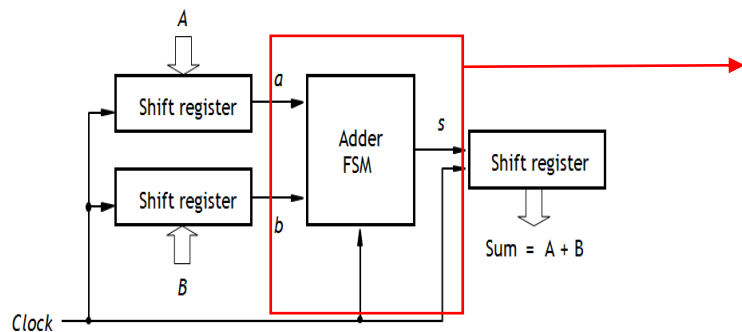 A
Shift register
a
Adder
FSM
s
Shift register
Shift register
b
B
Sum = A + B
Clock